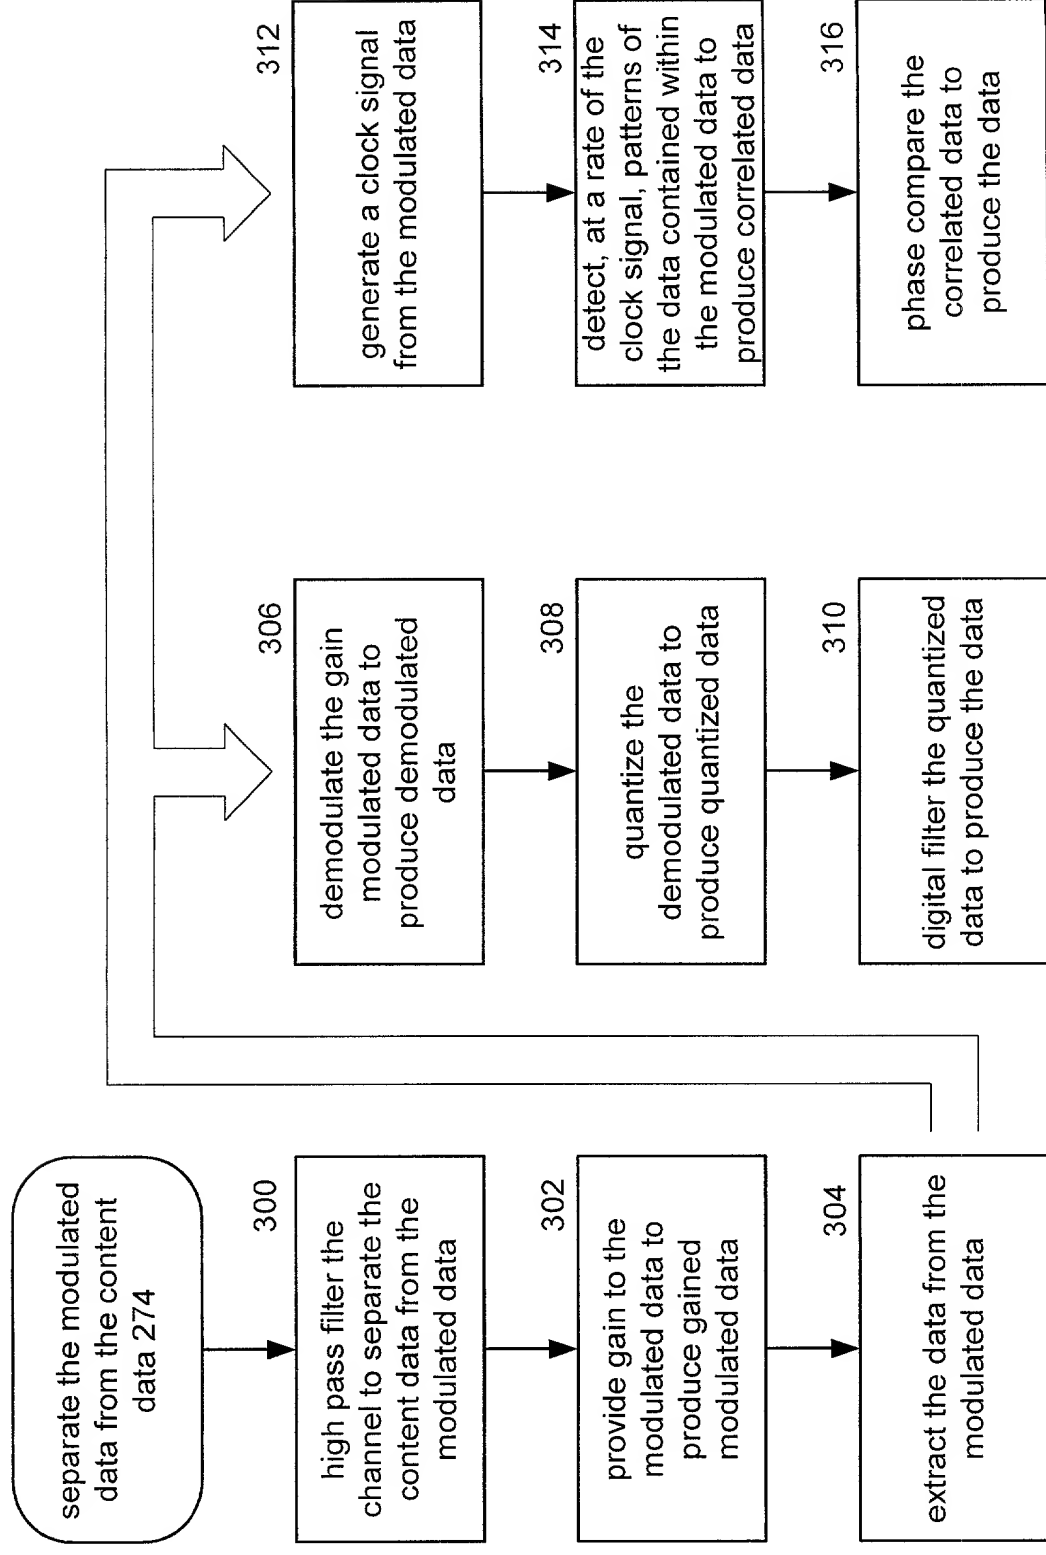 separate the modulated
data from the content
data 274
300
high pass filter the
channel to separate the
content data from the
modulated data
302
provide gain to the
modulated data to
produce gained
modulated data
304
extract the data from the
modulated data
306
demodulate the gain
modulated data to
produce demodulated
data
308
quantize the
demodulated data to
produce quantized data
310
digital filter the quantized
data to produce the data
312
generate a clock signal
from the modulated data
314
detect, at a rate of the
clock signal, patterns of
the data contained within
the modulated data to
produce correlated data
316
phase compare the
correlated data to
produce the data